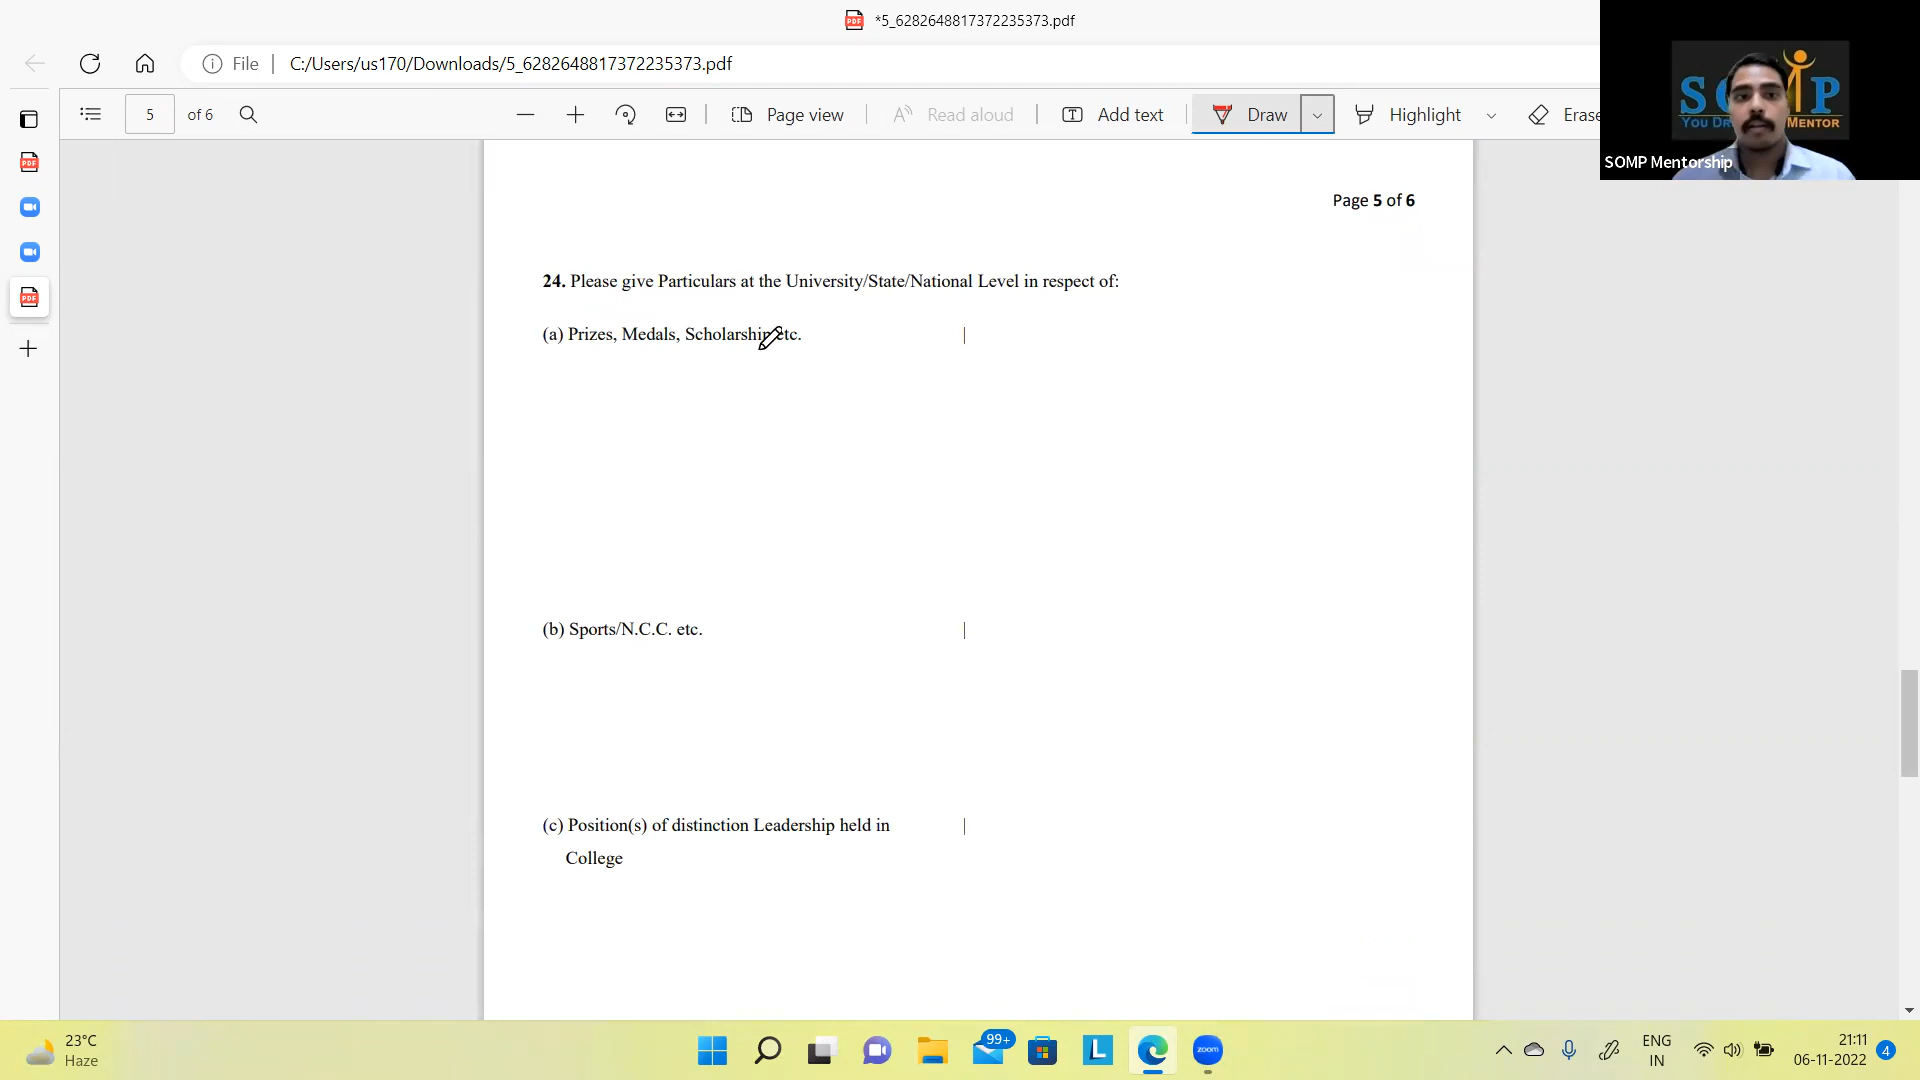 *5_6282648817372235373.pdf
File
C:/Users/us170/Downloads/5_6282648817372235373.pdf
5 of 6
Page view
Read aloud
Add text
Draw
Highlight
Erase
SOMP Mentorship
Page 5 of 6
24. Please give Particulars at the University/State/National Level in respect of:
(a) Prizes, Medals, Scholarship etc.
(b) Sports/N.C.C. etc.
(c) Position(s) of distinction Leadership held in
College
23°C
Haze
99+
zoom
ENG
IN
21:11
06-11-2022
4